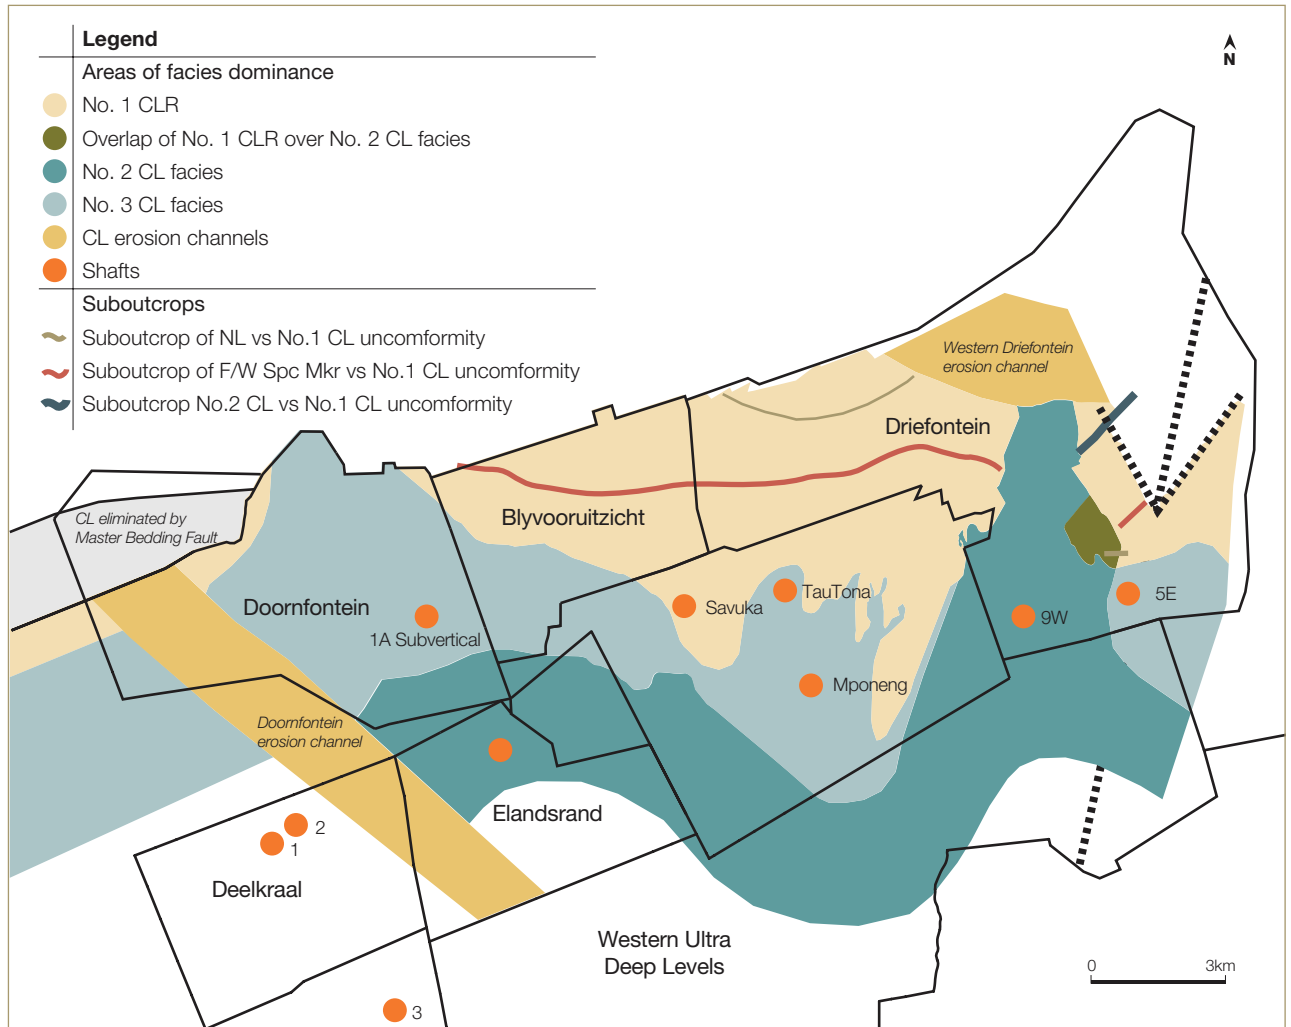 Legend
Areas of facies dominance
No. 1 CLR
Overlap of No. 1 CLR over No. 2 CL facies
No. 2 CL facies
No. 3 CL facies
CL erosion channels
Shafts
Suboutcrops
Suboutcrop of NL vs No.1 CL uncomformity
Suboutcrop of F/W Spc Mkr vs No.1 CL uncomformity
Suboutcrop No.2 CL vs No.1 CL uncomformity
N
Western Driefontein
erosion channel
Driefontein
Blyvooruitzicht
CL eliminated by
Master Bedding Fault
Doornfontein
1A Subvertical
Savuka
TauTona
9W
5E
Mponeng
Doornfontein
erosion channel
Elandsrand
2
1
Deelkraal
Western Ultra
Deep Levels
3
0
3km